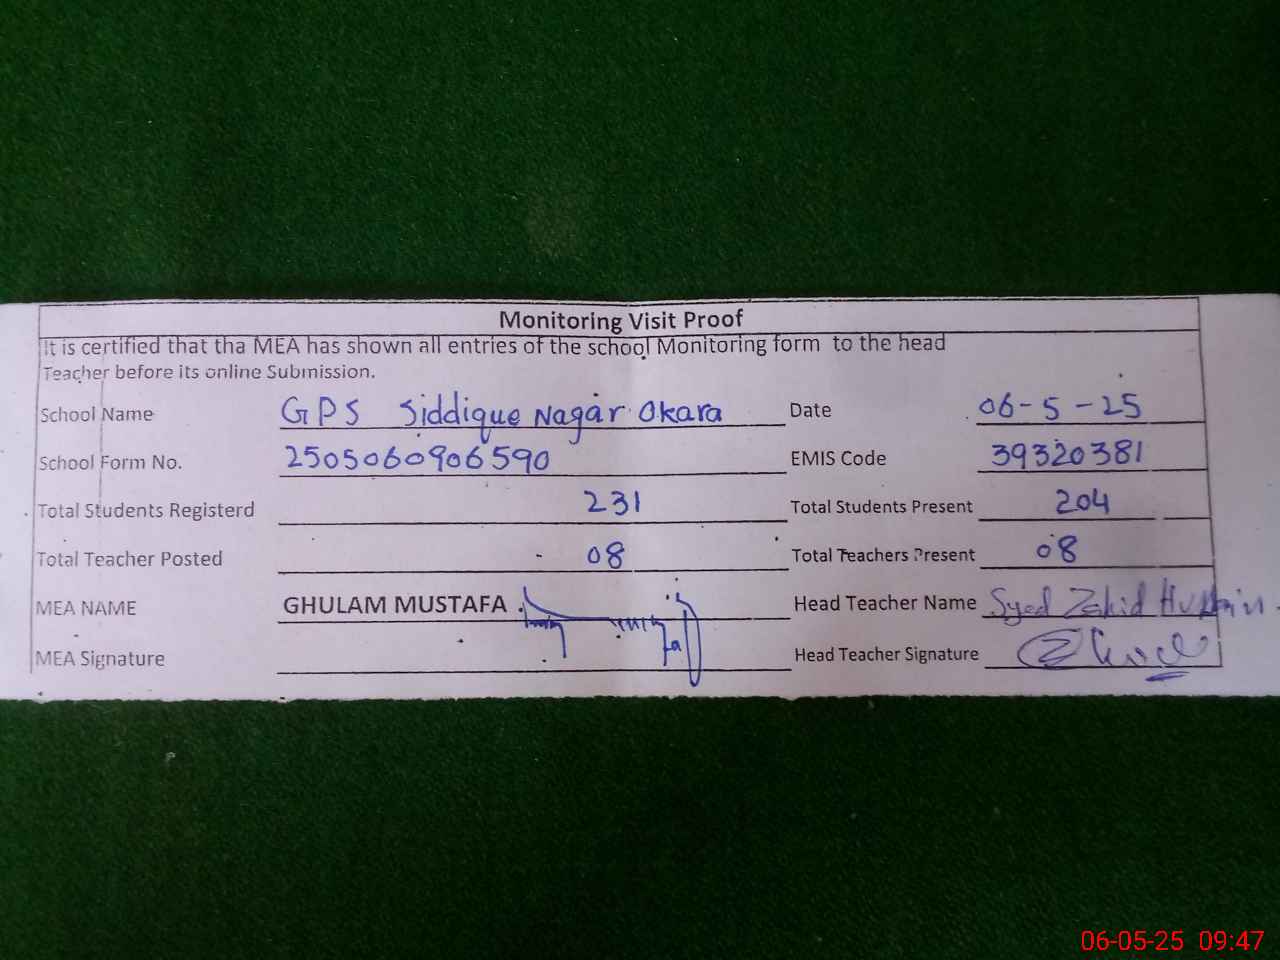 Monitoring Visit Proof
It is certified that tha MEA has shown all entries of the school Monitoring form to the head
Teacher before its online Submission.
School Name GPS Siddique Nagar Okara Date 06-5-25
School Form No. 2505060906590 EMIS Code 39320381
Total Students Registerd 231 Total Students Present 204
Total Teacher Posted 08 Total Teachers Present 08
MEA NAME GHULAM MUSTAFA Head Teacher Name Syed Zahid Hussain
MEA Signature Head Teacher Signature
06-05-25 09:47